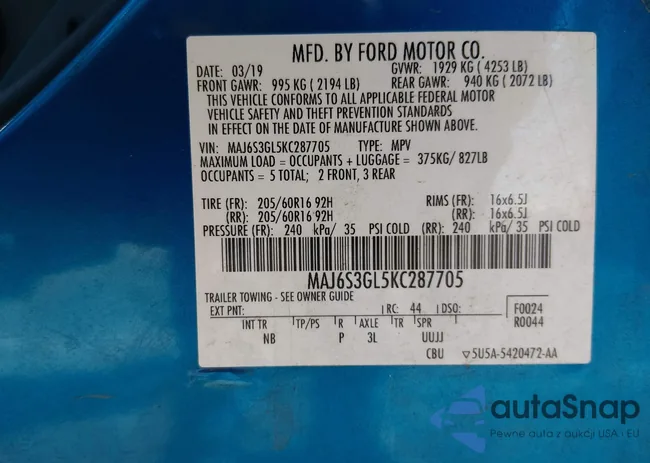 MFD. BY FORD MOTOR CO.
DATE: 03/19 GVWR: 1929 KG ( 4253 LB)
FRONT GAWR: 995 KG ( 2194 LB) REAR GAWR: 940 KG ( 2072 LB)
THIS VEHICLE CONFORMS TO ALL APPLICABLE FEDERAL MOTOR
VEHICLE SAFETY AND THEFT PREVENTION STANDARDS
IN EFFECT ON THE DATE OF MANUFACTURE SHOWN ABOVE.
VIN: MAJ6S3GL5KC287705 TYPE: MPV
MAXIMUM LOAD = OCCUPANTS + LUGGAGE = 375KG/ 827LB
OCCUPANTS = 5 TOTAL; 2 FRONT, 3 REAR
TIRE (FR): 205/60R16 92H RIMS (FR): 16x6.5J
(RR): 205/60R16 92H (RR): 16x6.5J
PRESSURE (FR): 240 kPa/ 35 PSI COLD (RR): 240 kPa/ 35 PSI COLD
MAJ6S3GL5KC287705
TRAILER TOWING - SEE OWNER GUIDE
EXT PNT: RC: 44 DSO: F0024
INT TR TP/PS R AXLE TR SPR R0044
NB P 3L UUJJ
CBU 5U5A-5420472-AA
autaSnap
Pewne auta z aukcji USA i EU